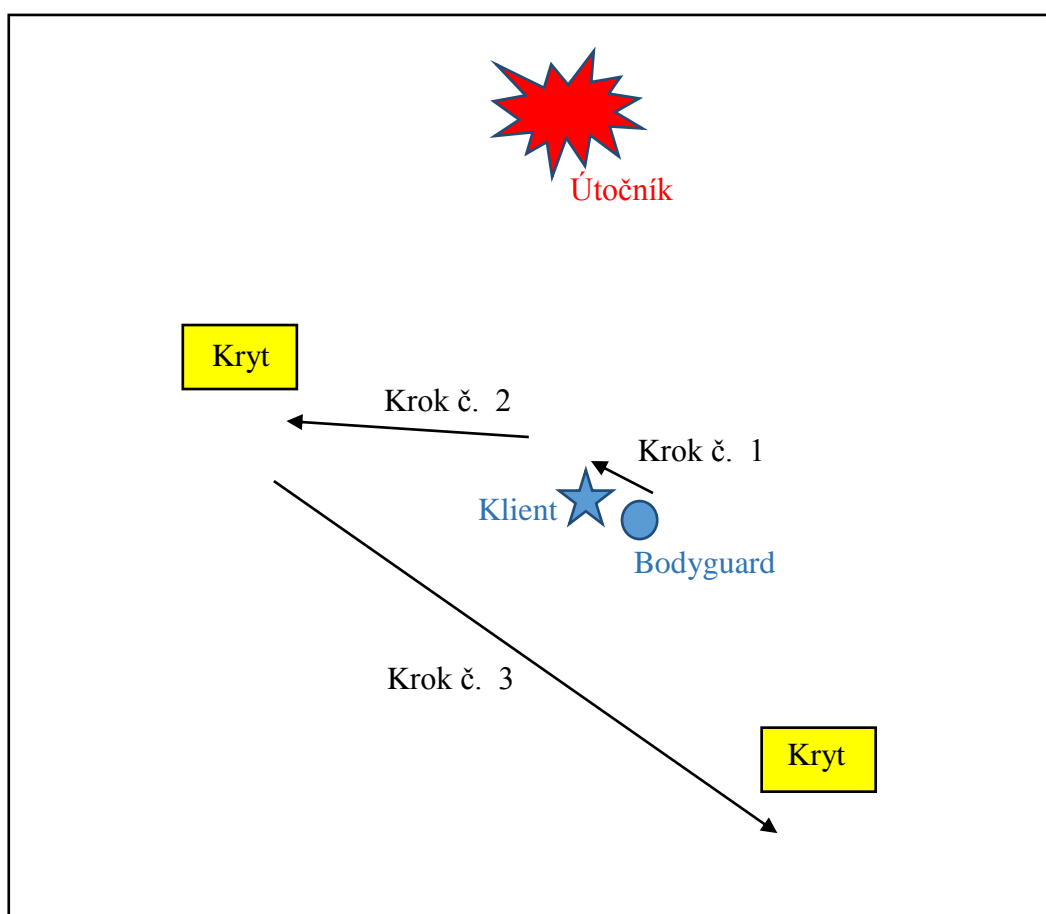 Útočník
Kryt
Krok č. 2
Krok č. 1
Klient
Bodyguard
Krok č. 3
Kryt